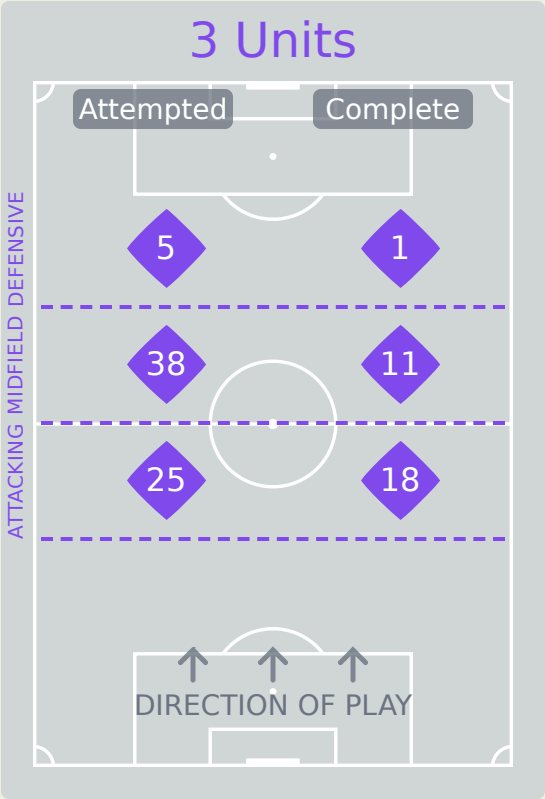 3 Units
Attempted Complete
5 1
38 11
25 18
ATTACKING MIDFIELD DEFENSIVE
DIRECTION OF PLAY